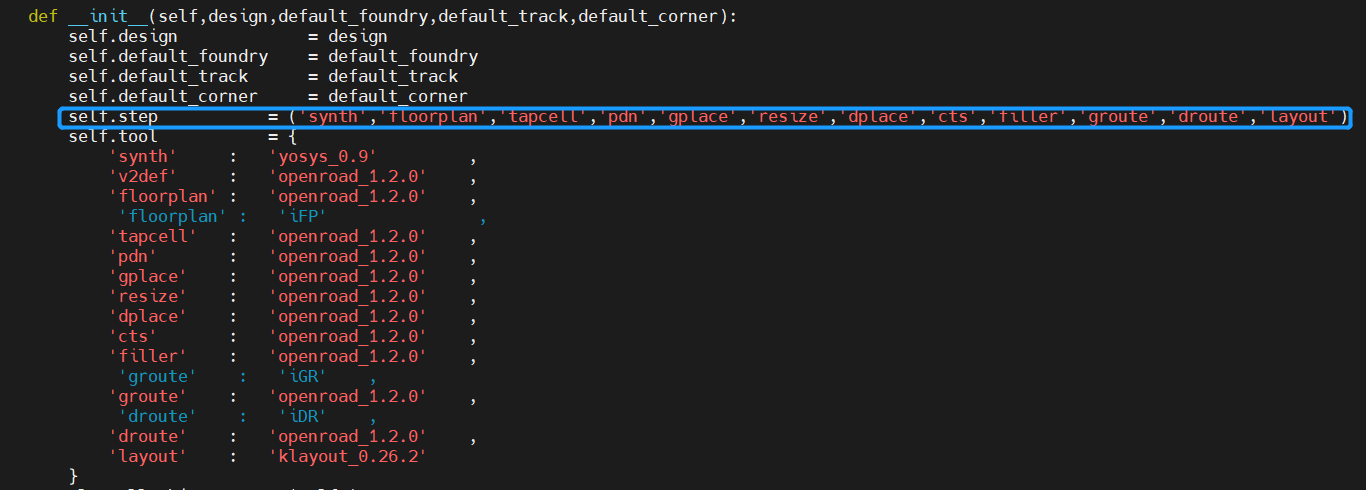 def __init__(self,design,default_foundry,default_track,default_corner):
self.design = design
self.default_foundry = default_foundry
self.default_track = default_track
self.default_corner = default_corner
self.step = ('synth','floorplan','tapcell','pdn','gplace','resize','dplace','cts','filler','groute','droute','layout')
self.tool = {
'synth' : 'yosys_0.9' ,
'v2def' : 'openroad_1.2.0' ,
'floorplan' : 'openroad_1.2.0' ,
'floorplan' : 'iFP' ,
'tapcell' : 'openroad_1.2.0' ,
'pdn' : 'openroad_1.2.0' ,
'gplace' : 'openroad_1.2.0' ,
'resize' : 'openroad_1.2.0' ,
'dplace' : 'openroad_1.2.0' ,
'cts' : 'openroad_1.2.0' ,
'filler' : 'openroad_1.2.0' ,
'groute' : 'iGR' ,
'groute' : 'openroad_1.2.0' ,
'droute' : 'iDR' ,
'droute' : 'openroad_1.2.0' ,
'layout' : 'klayout_0.26.2'
}